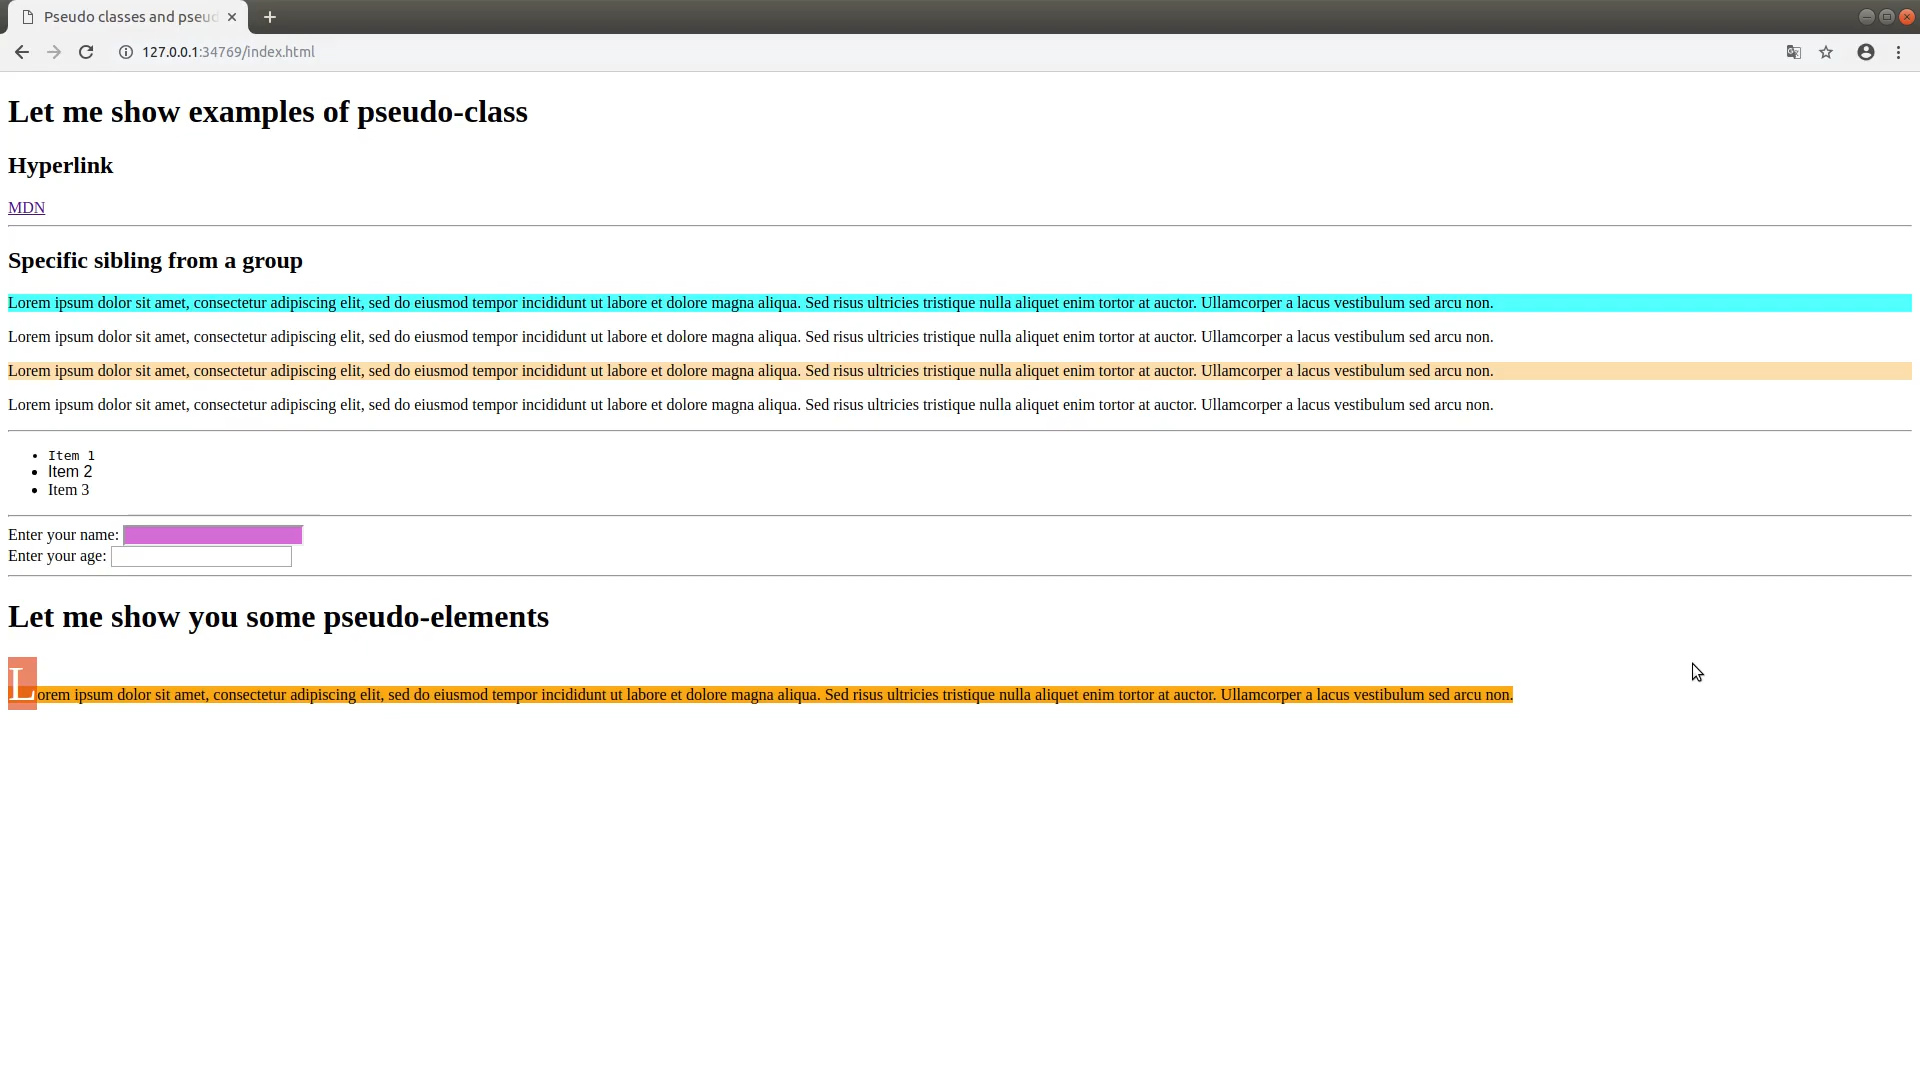 Pseudo classes and pseud
127.0.0.1:34769/index.html
Let me show examples of pseudo-class
Hyperlink
MDN
Specific sibling from a group
Lorem ipsum dolor sit amet, consectetur adipiscing elit, sed do eiusmod tempor incididunt ut labore et dolore magna aliqua. Sed risus ultricies tristique nulla aliquet enim tortor at auctor. Ullamcorper a lacus vestibulum sed arcu non.
Lorem ipsum dolor sit amet, consectetur adipiscing elit, sed do eiusmod tempor incididunt ut labore et dolore magna aliqua. Sed risus ultricies tristique nulla aliquet enim tortor at auctor. Ullamcorper a lacus vestibulum sed arcu non.
Lorem ipsum dolor sit amet, consectetur adipiscing elit, sed do eiusmod tempor incididunt ut labore et dolore magna aliqua. Sed risus ultricies tristique nulla aliquet enim tortor at auctor. Ullamcorper a lacus vestibulum sed arcu non.
Lorem ipsum dolor sit amet, consectetur adipiscing elit, sed do eiusmod tempor incididunt ut labore et dolore magna aliqua. Sed risus ultricies tristique nulla aliquet enim tortor at auctor. Ullamcorper a lacus vestibulum sed arcu non.
• Item 1
• Item 2
• Item 3
Enter your name:
Enter your age:
Let me show you some pseudo-elements
Lorem ipsum dolor sit amet, consectetur adipiscing elit, sed do eiusmod tempor incididunt ut labore et dolore magna aliqua. Sed risus ultricies tristique nulla aliquet enim tortor at auctor. Ullamcorper a lacus vestibulum sed arcu non.